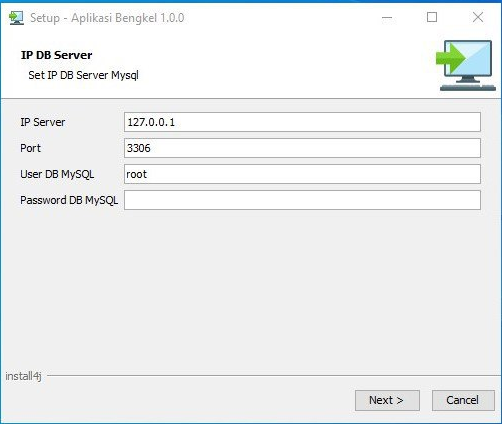 Setup - Aplikasi Bengkel 1.0.0
IP DB Server
Set IP DB Server Mysql
IP Server 127.0.0.1
Port 3306
User DB MySQL root
Password DB MySQL
install4j
Next > Cancel